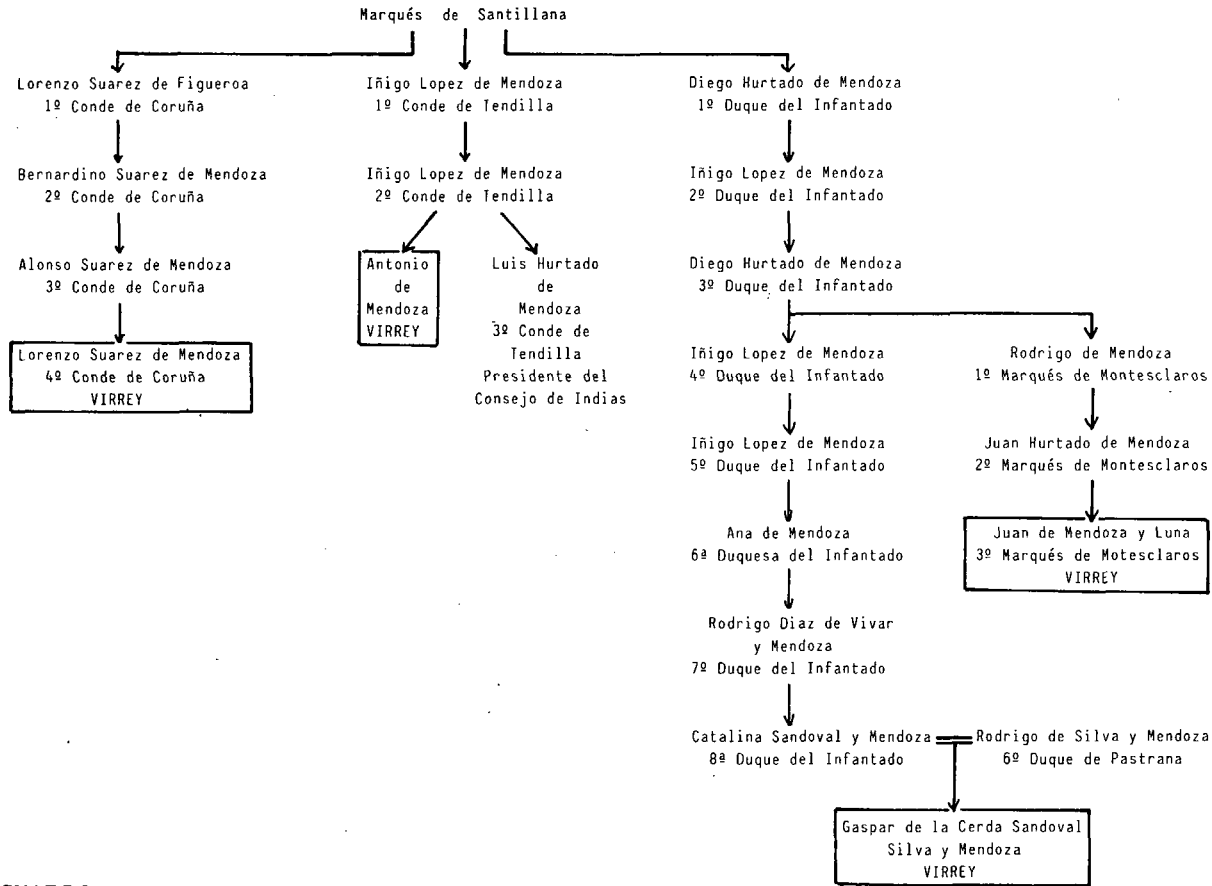 Marqués de Santillana
Lorenzo Suarez de Figueroa
1º Conde de Coruña
Iñigo Lopez de Mendoza
1º Conde de Tendilla
Diego Hurtado de Mendoza
1º Duque del Infantado
Bernardino Suarez de Mendoza
2º Conde de Coruña
Iñigo Lopez de Mendoza
2º Conde de Tendilla
Iñigo Lopez de Mendoza
2º Duque del Infantado
Alonso Suarez de Mendoza
3º Conde de Coruña
Antonio
de
Mendoza
VIRREY
Luis Hurtado
de
Mendoza
3º Conde de
Tendilla
Presidente del
Consejo de Indias
Diego Hurtado de Mendoza
3º Duque del Infantado
Lorenzo Suarez de Mendoza
4º Conde de Coruña
VIRREY
Iñigo Lopez de Mendoza
4º Duque del Infantado
Rodrigo de Mendoza
1º Marqués de Montesclaros
Iñigo Lopez de Mendoza
5º Duque del Infantado
Juan Hurtado de Mendoza
2º Marqués de Montesclaros
Ana de Mendoza
6ª Duquesa del Infantado
Juan de Mendoza y Luna
3º Marqués de Motesclaros
VIRREY
Rodrigo Diaz de Vivar
y Mendoza
7º Duque del Infantado
Catalina Sandoval y Mendoza
8ª Duque del Infantado
Rodrigo de Silva y Mendoza
6º Duque de Pastrana
Gaspar de la Cerda Sandoval
Silva y Mendoza
VIRREY